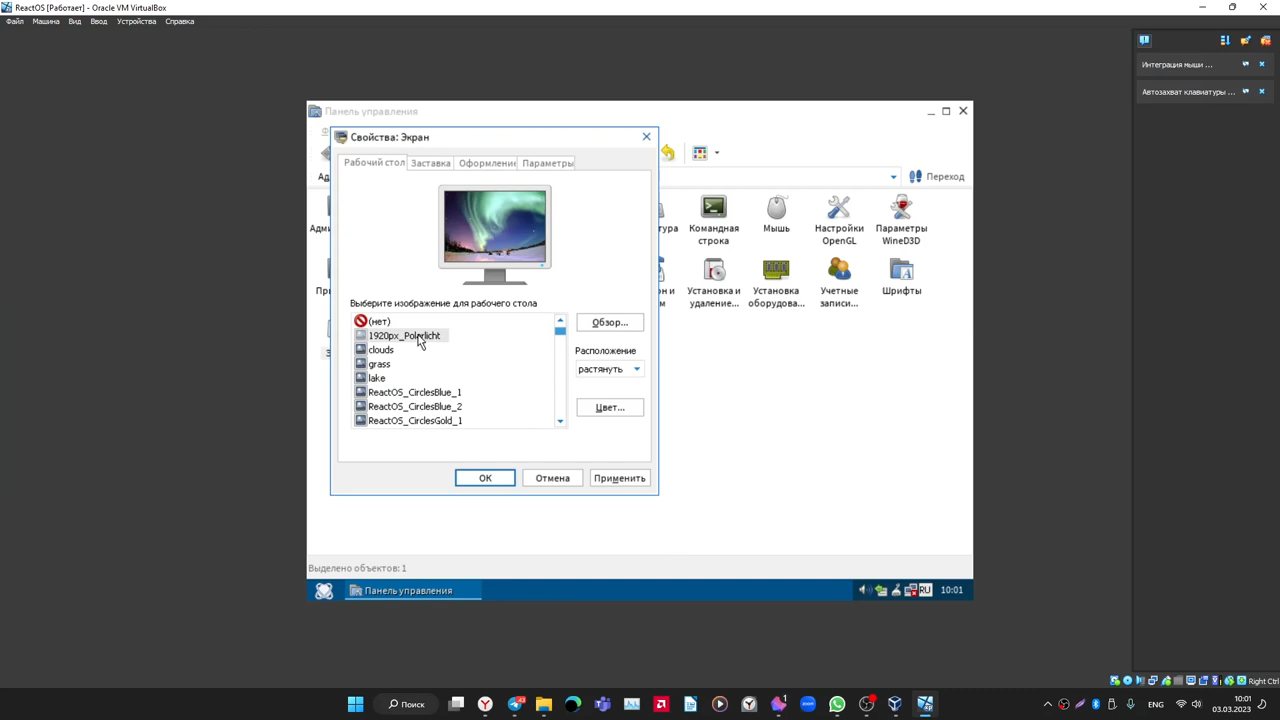 ReactOS [Работает] - Oracle VM VirtualBox
Файл Машина Вид Ввод Устройства Справка
Интеграция мыши ...
Автозахват клавиатуры ...
Панель управления
Свойства: Экран
Рабочий стол Заставка Оформление Параметры
Переход
Командная строка
Мышь
Настройки OpenGL
Параметры WineD3D
Установка и удаление...
Установка оборудова...
Учетные записи...
Шрифты
Выберите изображение для рабочего стола
(нет)
1920px_Polarlicht
clouds
grass
lake
ReactOS_CirclesBlue_1
ReactOS_CirclesBlue_2
ReactOS_CirclesGold_1
Обзор...
Расположение
растянуть
Цвет...
ОК Отмена Применить
Выделено объектов: 1
Панель управления
RU 10:01
Right Ctrl
Поиск
ENG
10:01
03.03.2023